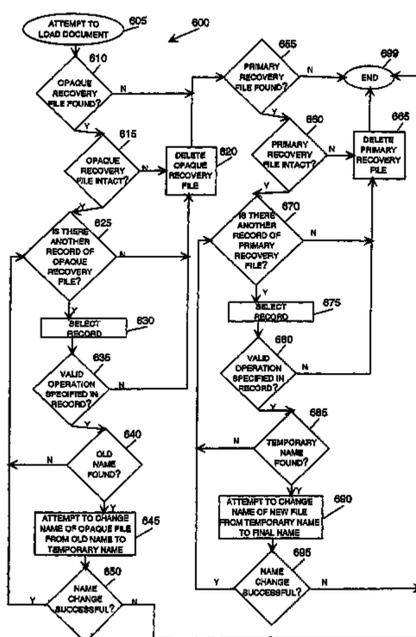 600
ATTEMPT TO
LOAD DOCUMENT
605
610
OPAQUE
RECOVERY
FILE FOUND?
N
Y
615
OPAQUE
RECOVERY
FILE INTACT?
N
Y
620
DELETE
OPAQUE
RECOVERY
FILE
625
IS THERE
ANOTHER
RECORD OF
OPAQUE
RECOVERY
FILE?
N
Y
SELECT
RECORD
630
635
VALID
OPERATION
SPECIFIED IN
RECORD?
N
Y
640
OLD
NAME
FOUND?
N
Y
ATTEMPT TO CHANGE
NAME OF OPAQUE FILE
FROM OLD NAME TO
TEMPORARY NAME
645
650
NAME
CHANGE
SUCCESSFUL?
Y
N
655
PRIMARY
RECOVERY
FILE FOUND?
N
Y
699
END
660
PRIMARY
RECOVERY
FILE INTACT?
N
Y
665
DELETE
PRIMARY
RECOVERY
FILE
670
IS THERE
ANOTHER
RECORD OF
PRIMARY
RECOVERY
FILE?
N
Y
SELECT
RECORD
675
680
VALID
OPERATION
SPECIFIED IN
RECORD?
N
Y
685
TEMPORARY
NAME
FOUND?
N
Y
ATTEMPT TO CHANGE
NAME OF NEW FILE
FROM TEMPORARY NAME
TO FINAL NAME
690
695
NAME
CHANGE
SUCCESSFUL?
Y
N